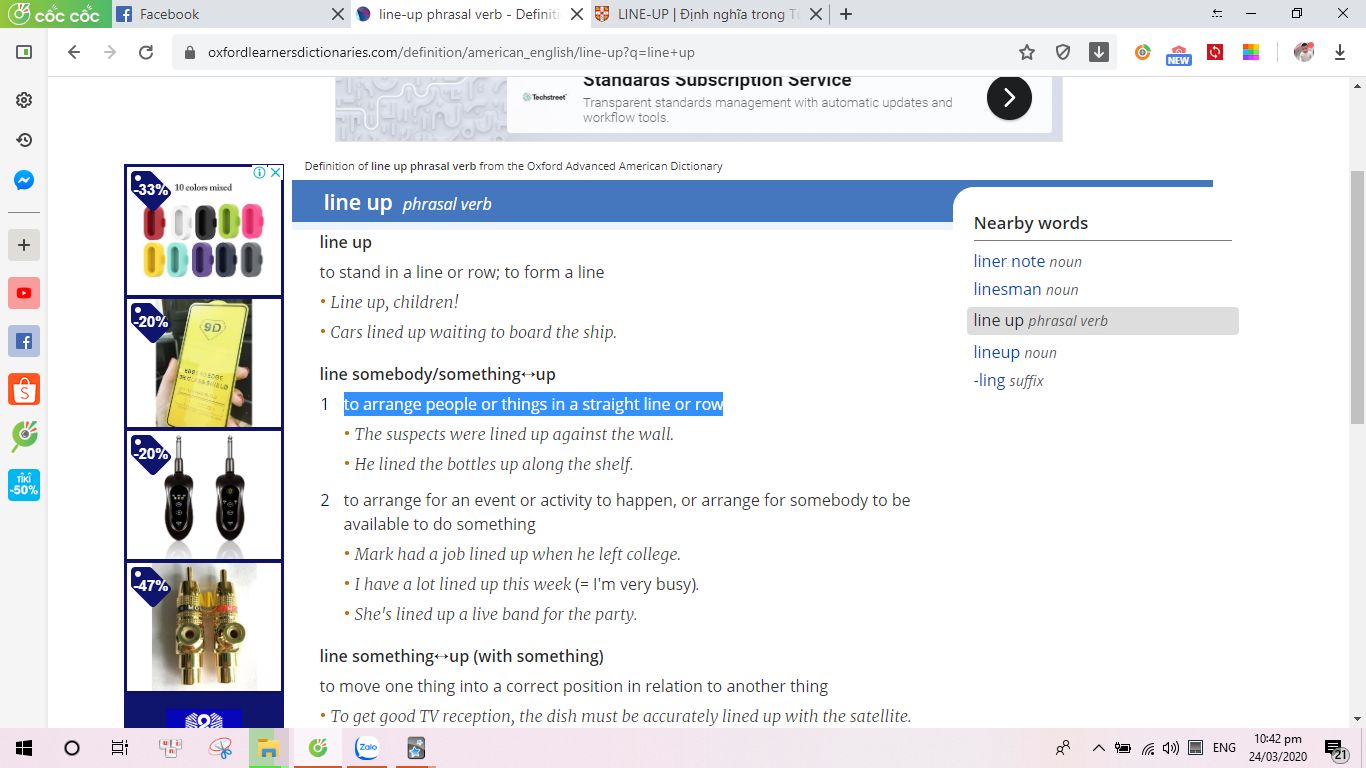 cốc cốc
Facebook
line-up phrasal verb - Definiti
LINE-UP | Định nghĩa trong Từ
oxfordlearnersdictionaries.com/definition/american_english/line-up?q=line+up
NEW
Standards Subscription Service
Techstreet
Transparent standards management with automatic updates and
workflow tools.
Definition of line up phrasal verb from the Oxford Advanced American Dictionary
line up phrasal verb
line up
to stand in a line or row; to form a line
• Line up, children!
• Cars lined up waiting to board the ship.
line somebody/something↔up
1 to arrange people or things in a straight line or row
• The suspects were lined up against the wall.
• He lined the bottles up along the shelf.
2 to arrange for an event or activity to happen, or arrange for somebody to be
available to do something
• Mark had a job lined up when he left college.
• I have a lot lined up this week (= I'm very busy).
• She's lined up a live band for the party.
line something↔up (with something)
to move one thing into a correct position in relation to another thing
• To get good TV reception, the dish must be accurately lined up with the satellite.
Nearby words
liner note noun
linesman noun
line up phrasal verb
lineup noun
-ling suffix
-33%
10 colors mixed
-20%
9D
-20%
-47%
TIKI
-50%
Zalo
ENG
10:42 pm
24/03/2020
21